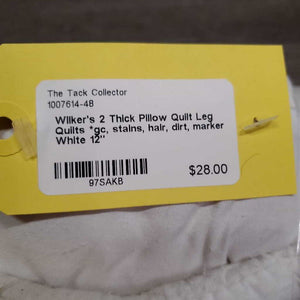 The Tack Collector
1007614-4B
Wilker's 2 Thick Pillow Quilt Leg
Quilts *gc, stains, hair, dirt, marker
White 12"
97SAKB
$28.00